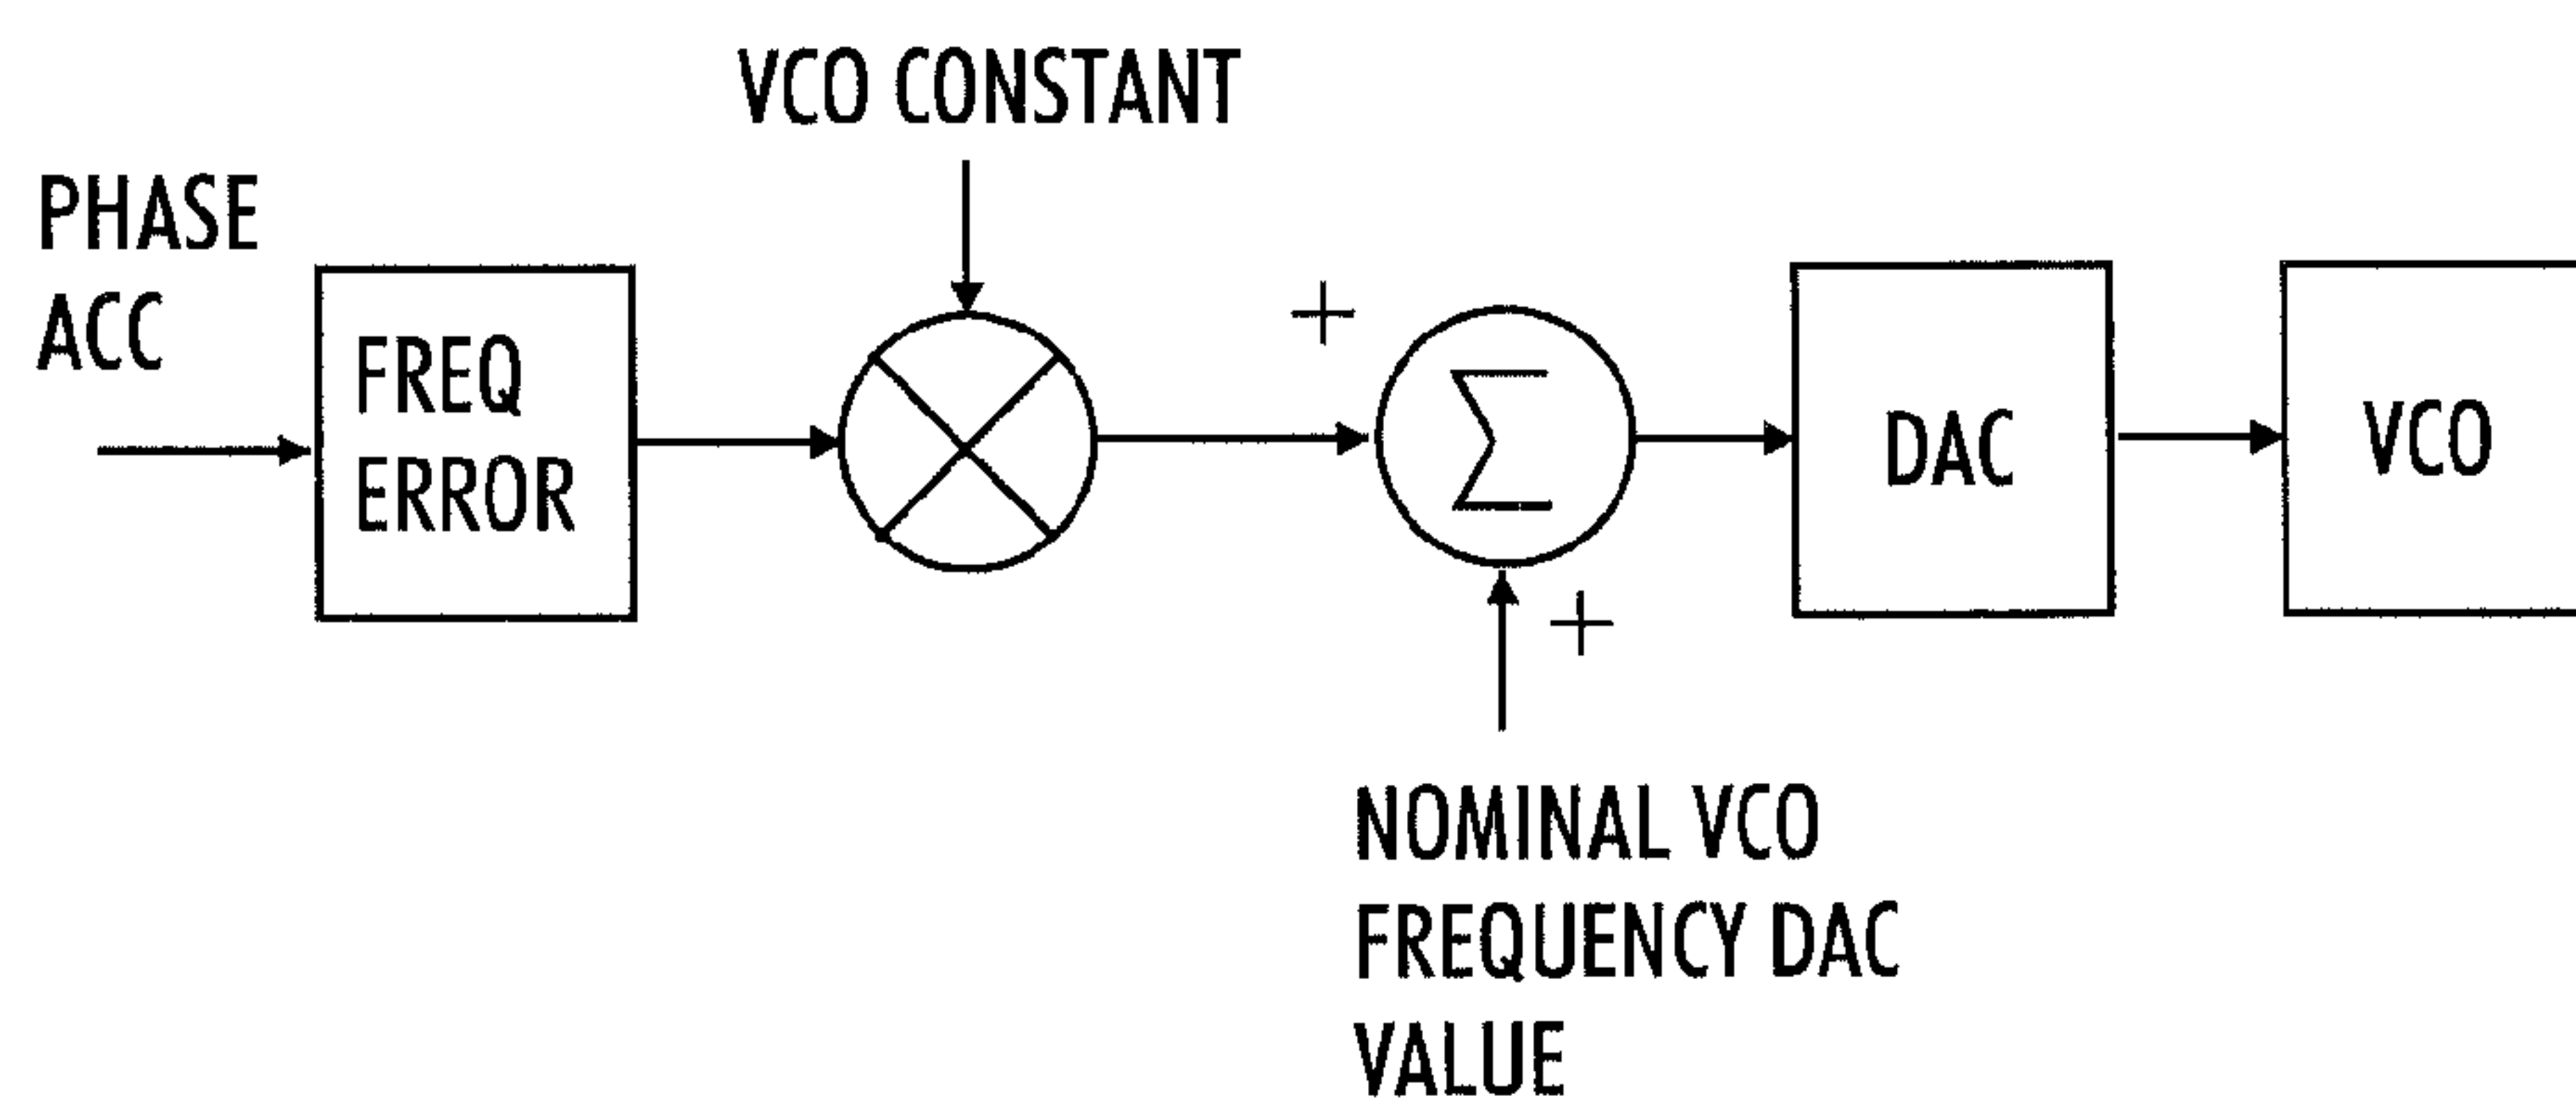 VCO CONSTANT
PHASE
ACC
FREQ
ERROR
+
Σ
+
DAC
VCO
NOMINAL VCO
FREQUENCY DAC
VALUE